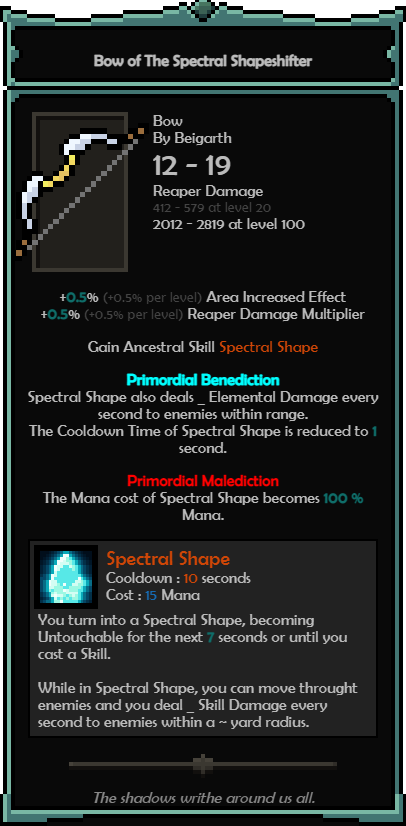 Bow of The Spectral Shapeshifter
Bow
By Beigarth
12 - 19
Reaper Damage
412 - 579 at level 20
2012 - 2819 at level 100
+0.5% (+0.5% per level) Area Increased Effect
+0.5% (+0.5% per level) Reaper Damage Multiplier
Gain Ancestral Skill Spectral Shape
Primordial Benediction
Spectral Shape also deals _ Elemental Damage every
second to enemies within range.
The Cooldown Time of Spectral Shape is reduced to 1
second.
Primordial Malediction
The Mana cost of Spectral Shape becomes 100 %
Mana.
Spectral Shape
Cooldown : 10 seconds
Cost : 15 Mana
You turn into a Spectral Shape, becoming
Untouchable for the next 7 seconds or until you
cast a Skill.
While in Spectral Shape, you can move throught
enemies and you deal _ Skill Damage every
second to enemies within a ~ yard radius.
The shadows writhe around us all.